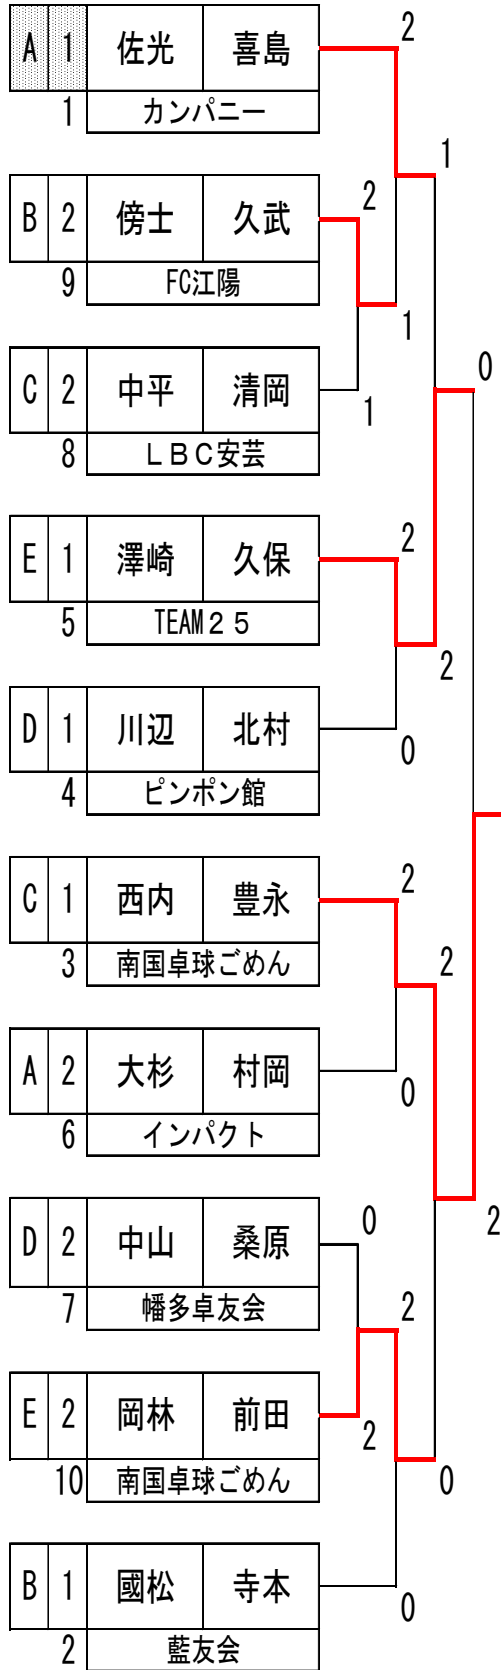 A 1 佐光 喜島 2
1 カンパニー
1
B 2 傍士 久武 2
9 FC江陽
1
C 2 中平 清岡 1
8 ＬＢＣ安芸
0
E 1 澤崎 久保 2
5 TEAM２５
2
D 1 川辺 北村 0
4 ピンポン館
C 1 西内 豊永 2
3 南国卓球ごめん 2
A 2 大杉 村岡 0
6 インパクト
D 2 中山 桑原 0 2
7 幡多卓友会 2
E 2 岡林 前田 2
10 南国卓球ごめん 0
B 1 國松 寺本 0
2 藍友会